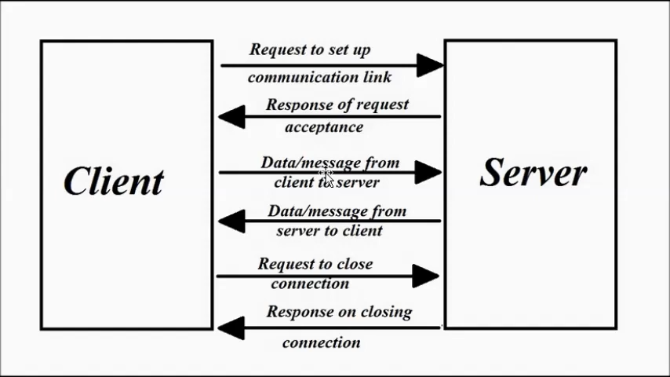 Request to set up
communication link
Response of request
acceptance
Client
Data/message from
client to server
Server
Data/message from
server to client
Request to close
connection
Response on closing
connection